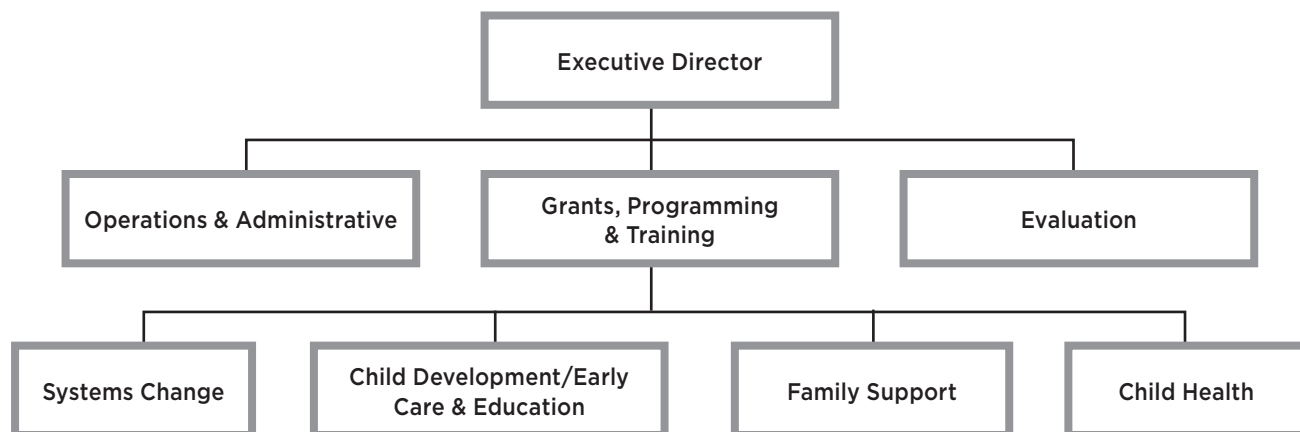 Executive Director
Operations & Administrative
Grants, Programming
& Training
Evaluation
Systems Change
Child Development/Early
Care & Education
Family Support
Child Health